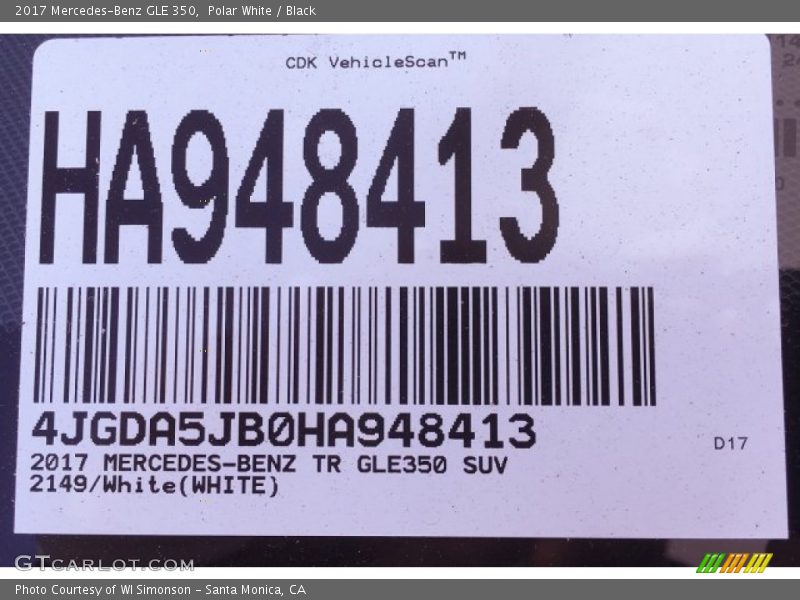 2017 Mercedes-Benz GLE 350,  Polar White / Black
CDK VehicleScan™
HA948413
4JGDA5JB0HA948413
D17
2017 MERCEDES-BENZ TR GLE350 SUV
2149/White(WHITE)
GTCARLOT.COM
Photo Courtesy of WI Simonson - Santa Monica, CA